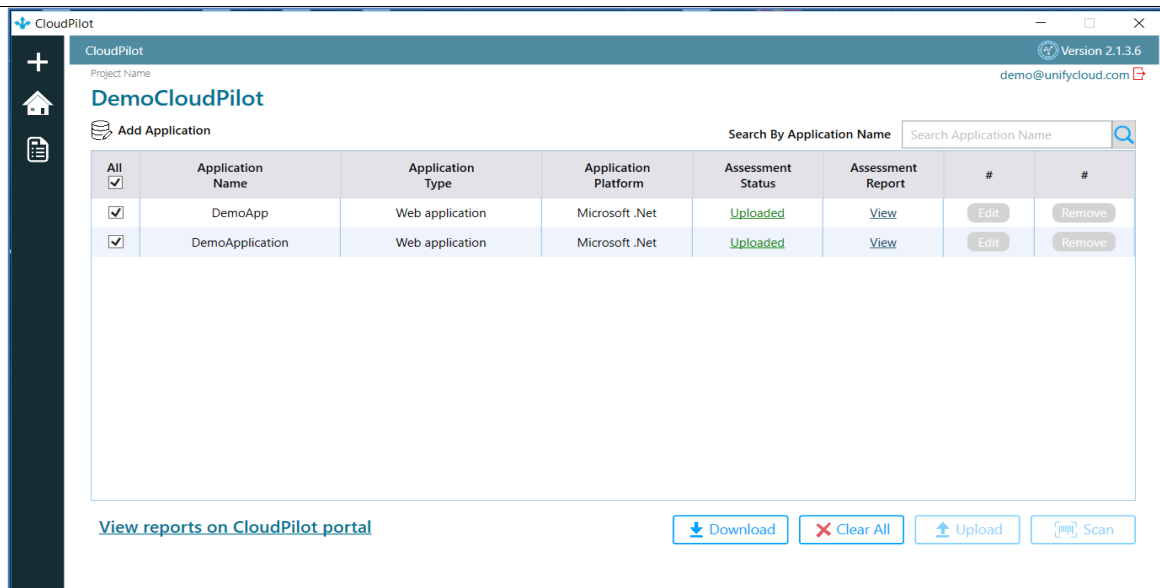 CloudPilot
CloudPilot
Version 2.1.3.6
Project Name
demo@unifycloud.com
DemoCloudPilot
Add Application
Search By Application Name
Search Application Name
All Application Name Application Type Application Platform Assessment Status Assessment Report # #
DemoApp Web application Microsoft .Net Uploaded View Edit Remove
DemoApplication Web application Microsoft .Net Uploaded View Edit Remove
View reports on CloudPilot portal
Download Clear All Upload Scan